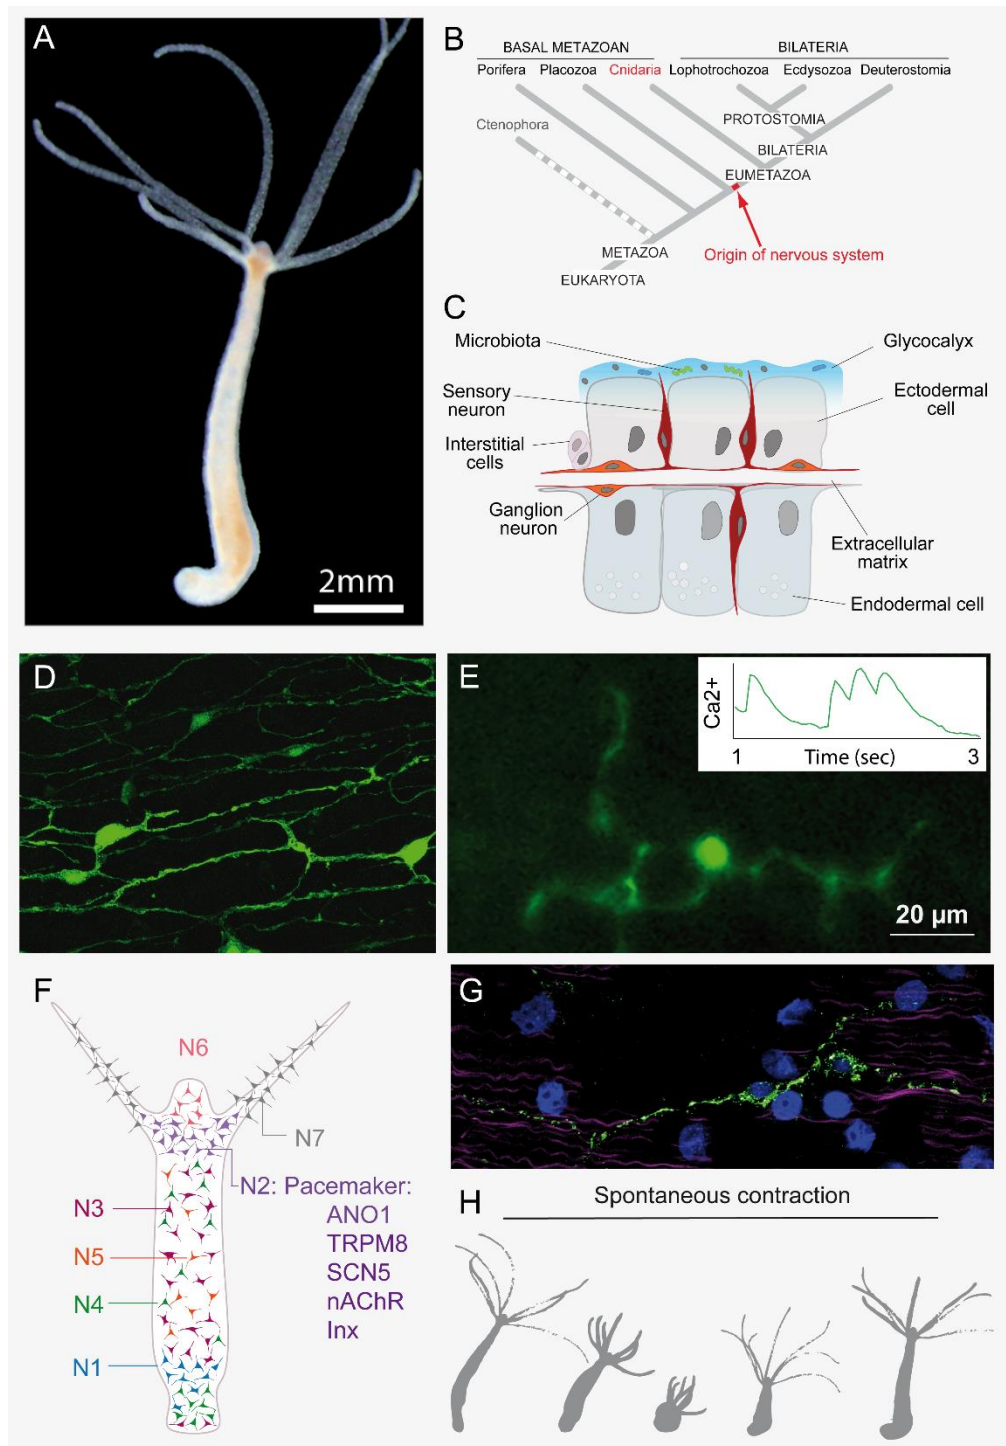 A
2mm
B
BASAL METAZOAN
BILATERIA
Porifera Placozoa Cnidaria Lophotrochozoa Ecdysozoa Deuterostomia
Ctenophora
PROTOSTOMIA
BILATERIA
EUMETAZOA
METAZOA
Origin of nervous system
EUKARYOTA
C
Microbiota
Glycocalyx
Sensory
neuron
Ectodermal
cell
Interstitial
cells
Ganglion
neuron
Extracellular
matrix
Endodermal cell
D
E
Ca2+
1 Time (sec) 3
20 µm
F
N6
N7
N2: Pacemaker:
ANO1
TRPM8
SCN5
nAChR
Inx
N3
N5
N4
N1
G
H
Spontaneous contraction